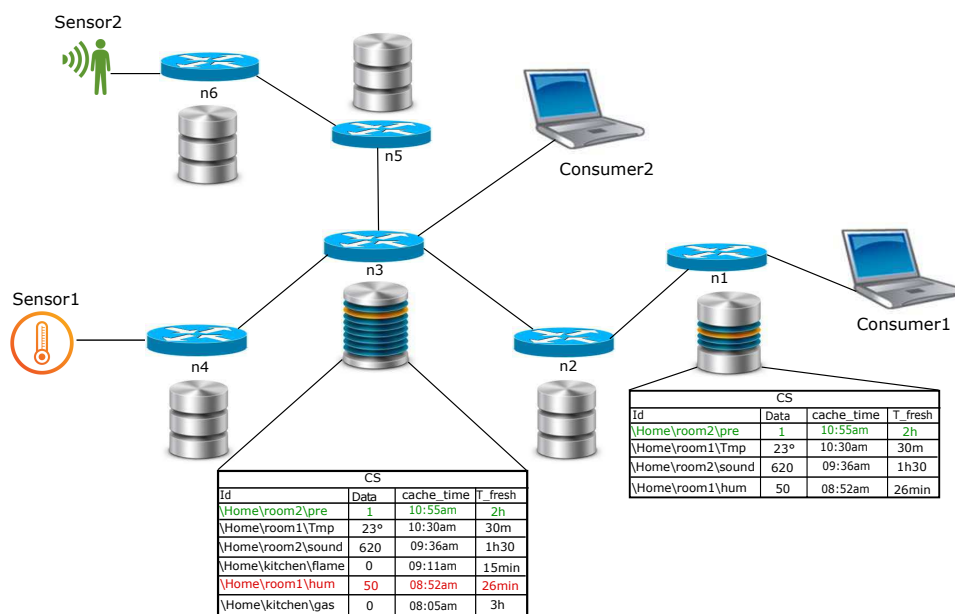 Sensor2
n6
n5
Consumer2
n3
n1
Sensor1
Consumer1
n4
n2
CS
Id Data cache_time T_fresh
\Home\room2\pre 1 10:55am 2h
\Home\room1\Tmp 23° 10:30am 30m
\Home\room2\sound 620 09:36am 1h30
\Home\room1\hum 50 08:52am 26min
CS
Id Data cache_time T_fresh
\Home\room2\pre 1 10:55am 2h
\Home\room1\Tmp 23° 10:30am 30m
\Home\room2\sound 620 09:36am 1h30
\Home\kitchen\flame 0 09:11am 15min
\Home\room1\hum 50 08:52am 26min
\Home\kitchen\gas 0 08:05am 3h